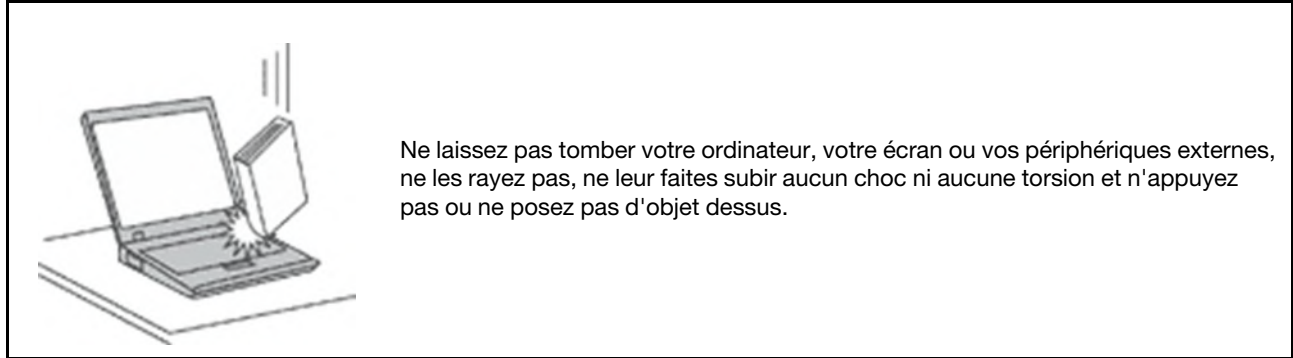 Ne laissez pas tomber votre ordinateur, votre écran ou vos périphériques externes,
ne les rayez pas, ne leur faites subir aucun choc ni aucune torsion et n'appuyez
pas ou ne posez pas d'objet dessus.